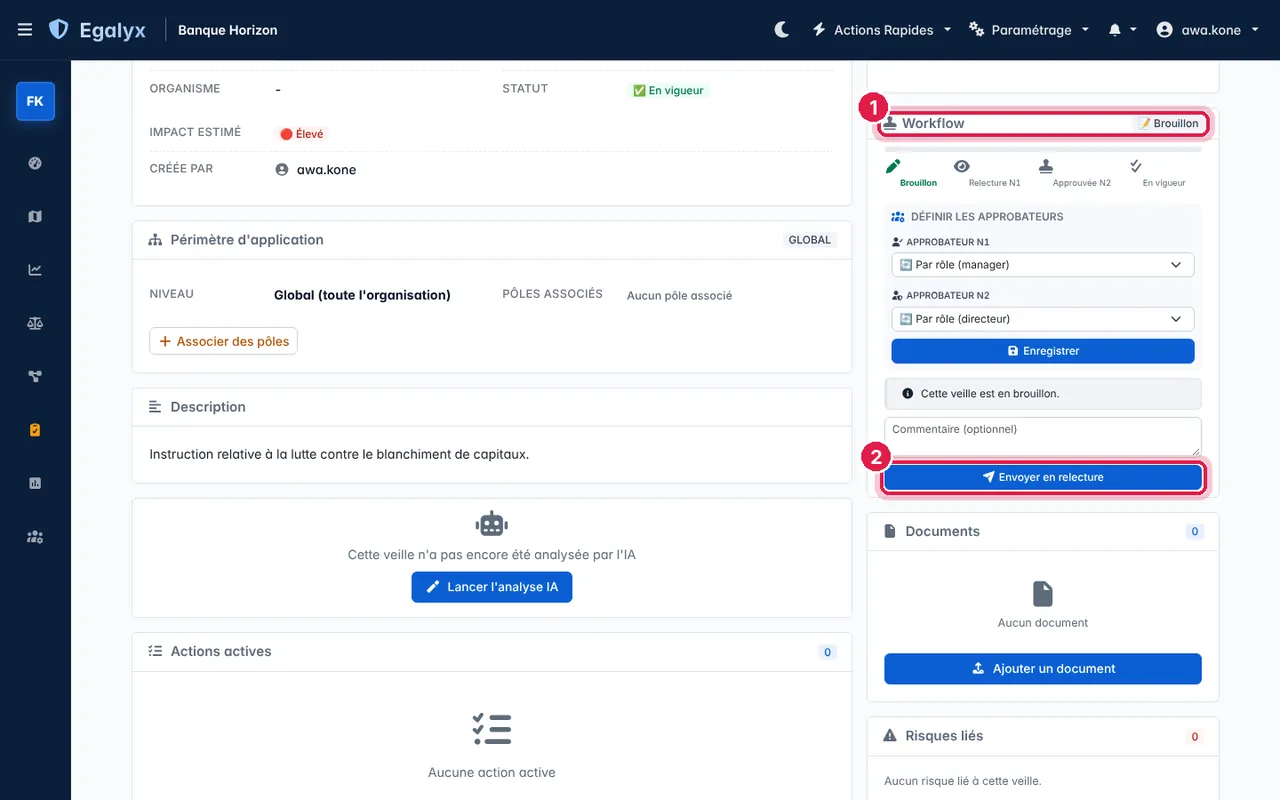 Egalyx
Banque Horizon
Actions Rapides
Paramétrage
awa.kone
FK
ORGANISME
-
STATUT
✅ En vigueur
IMPACT ESTIMÉ
🔴 Élevé
CRÉÉE PAR
awa.kone
Périmètre d'application
GLOBAL
NIVEAU
Global (toute l'organisation)
PÔLES ASSOCIÉS
Aucun pôle associé
+ Associer des pôles
Description
Instruction relative à la lutte contre le blanchiment de capitaux.
Cette veille n'a pas encore été analysée par l'IA
Lancer l'analyse IA
Actions actives
0
Aucune action active
1
Workflow
📝 Brouillon
Brouillon
Relecture N1
Approuvée N2
En vigueur
DÉFINIR LES APPROBATEURS
APPROBATEUR N1
🔄 Par rôle (manager)
APPROBATEUR N2
🔄 Par rôle (directeur)
Enregistrer
Cette veille est en brouillon.
Commentaire (optionnel)
2
Envoyer en relecture
Documents
0
Aucun document
Ajouter un document
Risques liés
0
Aucun risque lié à cette veille.